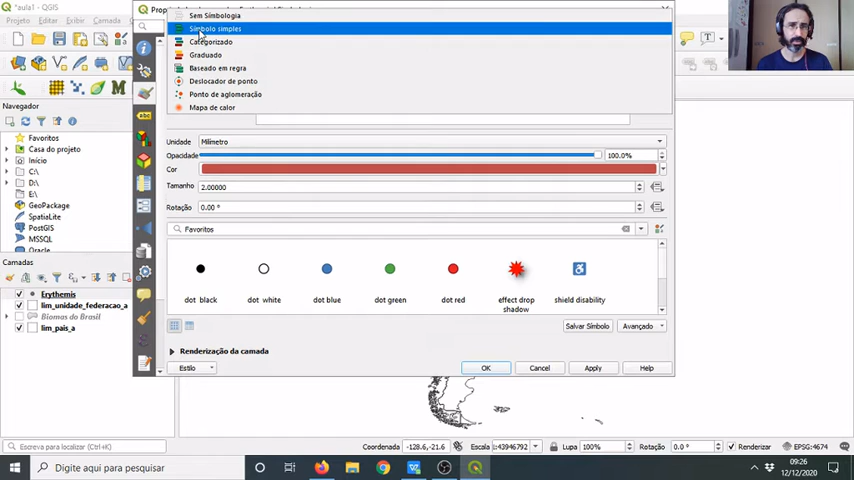 *aula1 — QGIS
Projeto
Editar
Exibir
Camada
Sem Simbologia
Símbolo simples
Categorizado
Graduado
Baseado em regra
Deslocador de ponto
Ponto de aglomeração
Mapa de calor
Unidade Milímetro
Opacidade 100.0%
Cor
Tamanho 2.00000
Rotação 0.00 °
Favoritos
dot black
dot white
dot blue
dot green
dot red
effect drop shadow
shield disability
Salvar Símbolo
Avançado
Renderização da camada
Estilo
OK
Cancel
Apply
Help
Navegador
Favoritos
Casa do projeto
Início
C:\
D:\
E:\
GeoPackage
SpatiaLite
PostGIS
MSSQL
Oracle
Camadas
Erythemis
lim_unidade_federacao_a
Biomas do Brasil
lim_pais_a
Escreva para localizar (Ctrl+K)
Coordenada -128.6,-21.6
Escala 1:43946792
Lupa 100%
Rotação 0.0 °
Renderizar
EPSG:4674
Digite aqui para pesquisar
09:26
12/12/2020